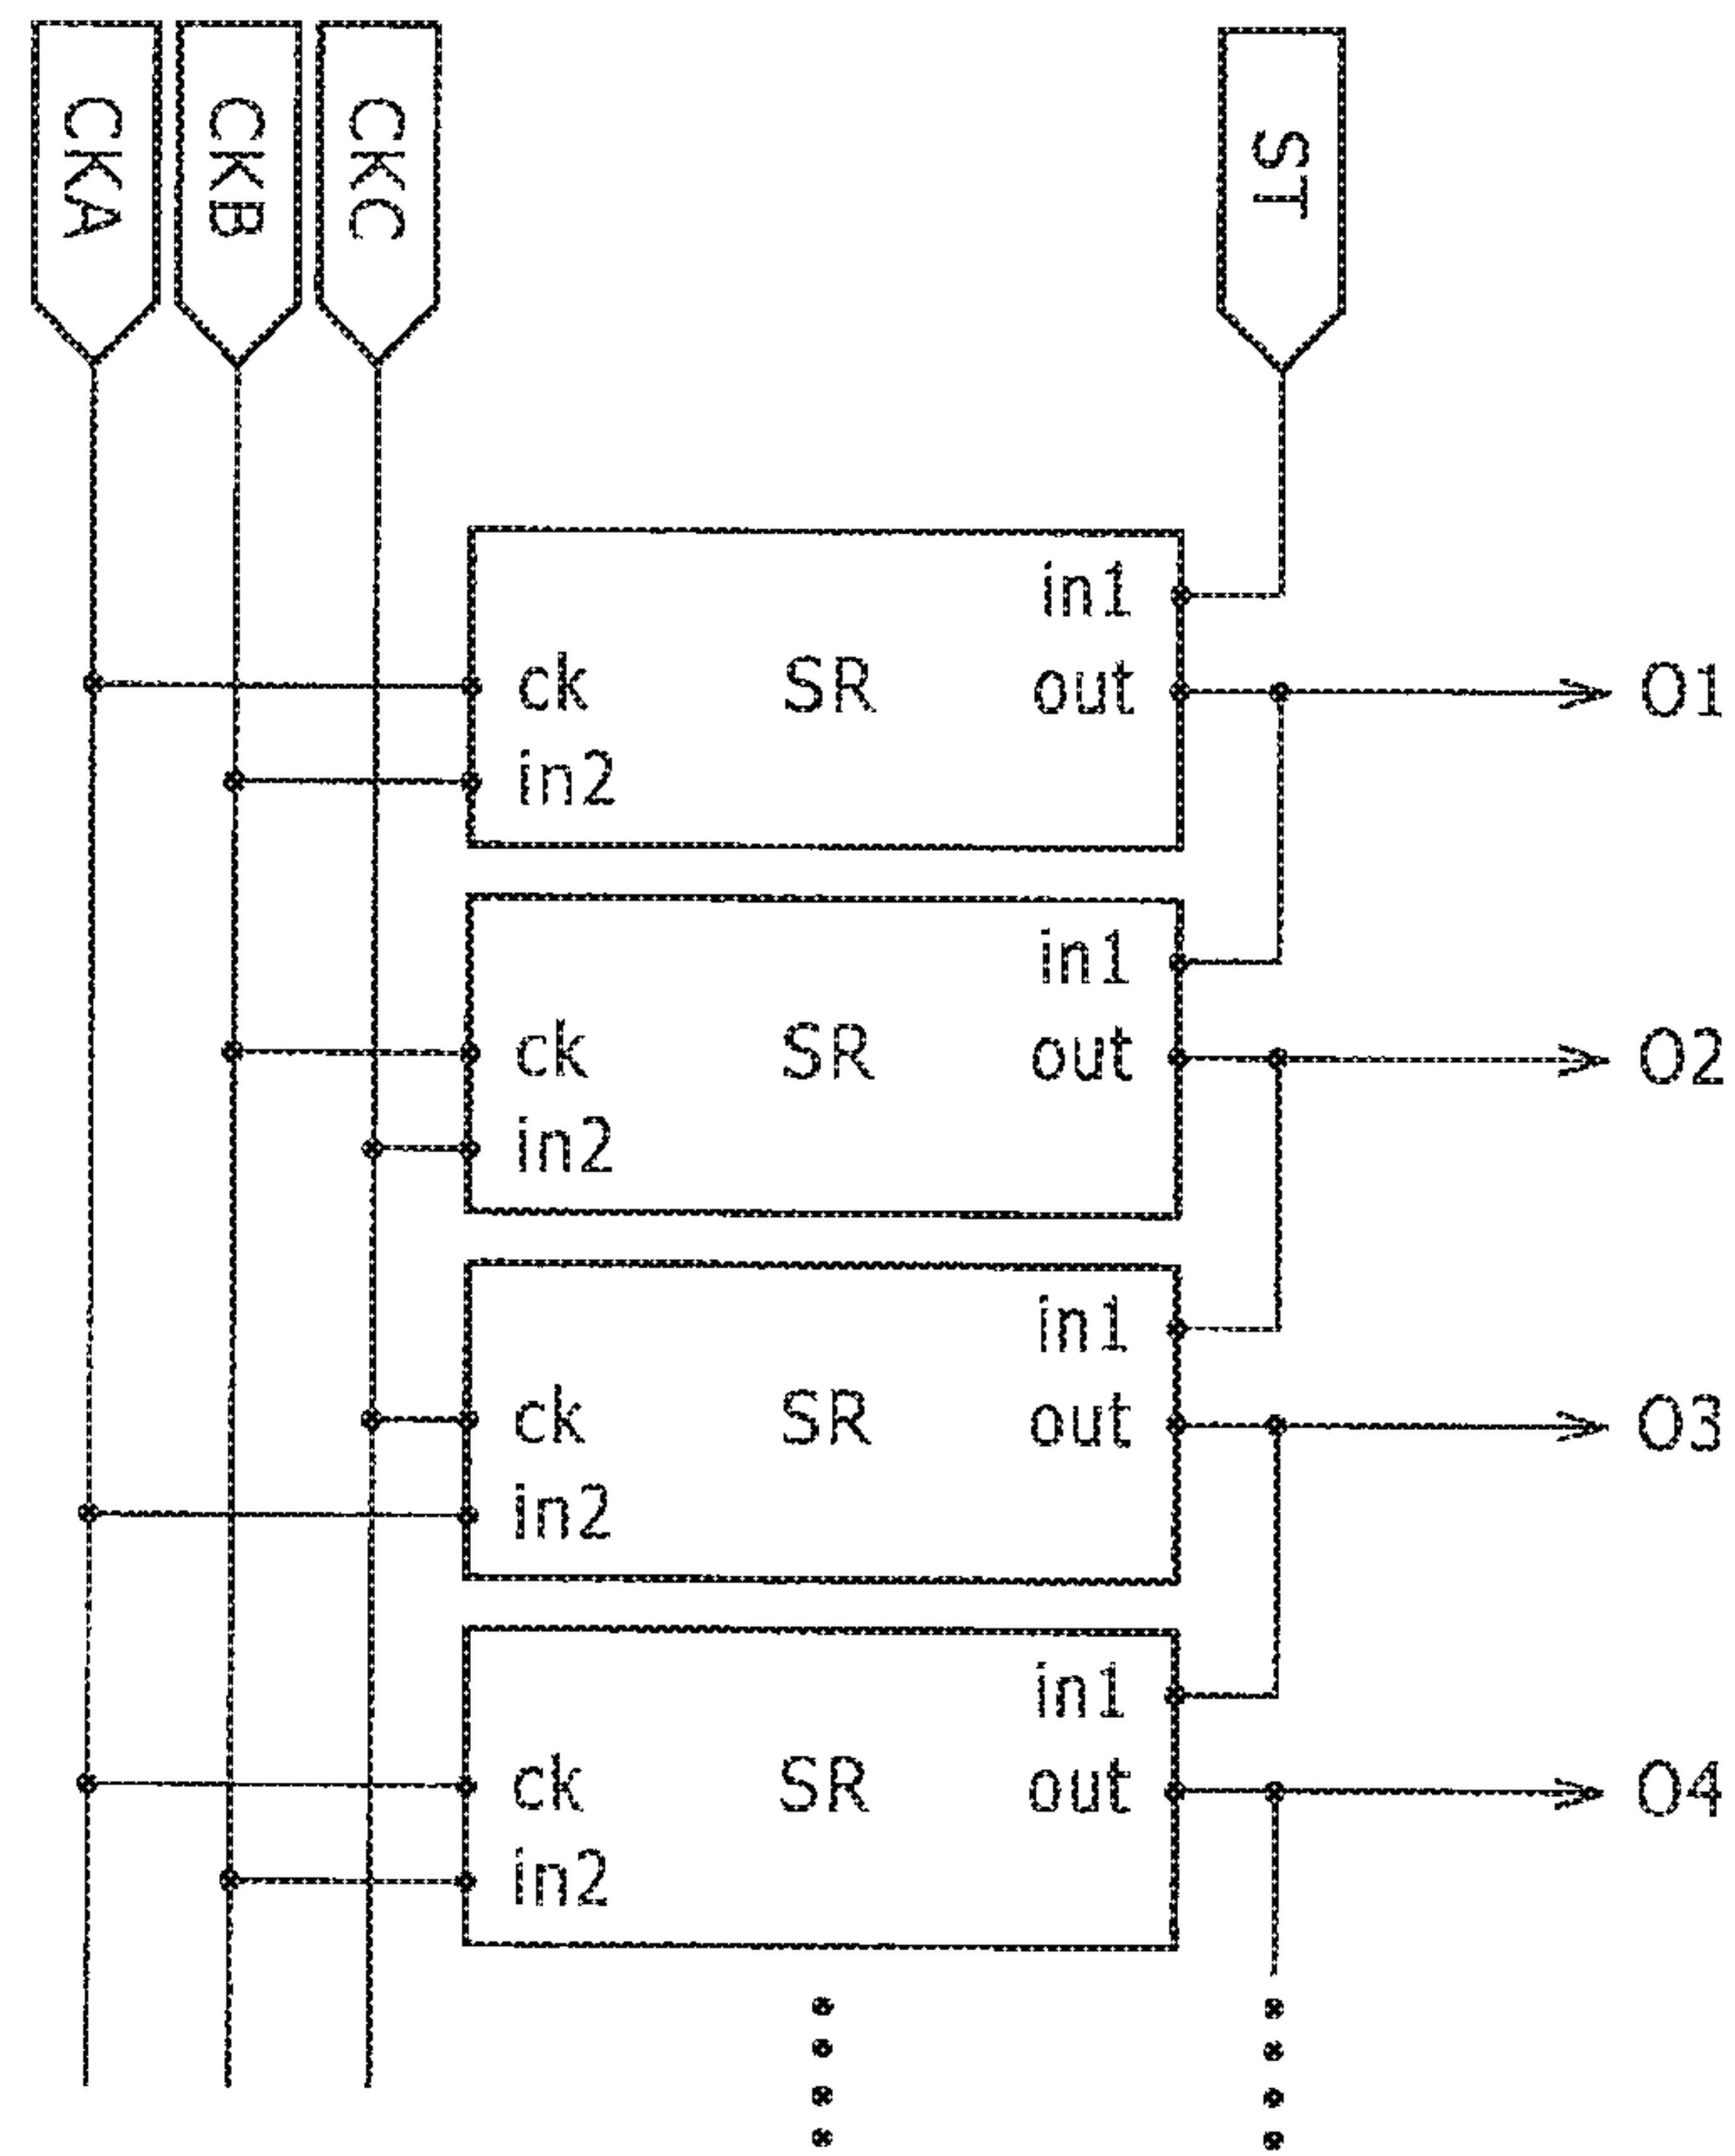 CKA
CKB
CKC
ST
in1
ck SR out O1
in2
in1
ck SR out O2
in2
in1
ck SR out O3
in2
in1
ck SR out O4
in2